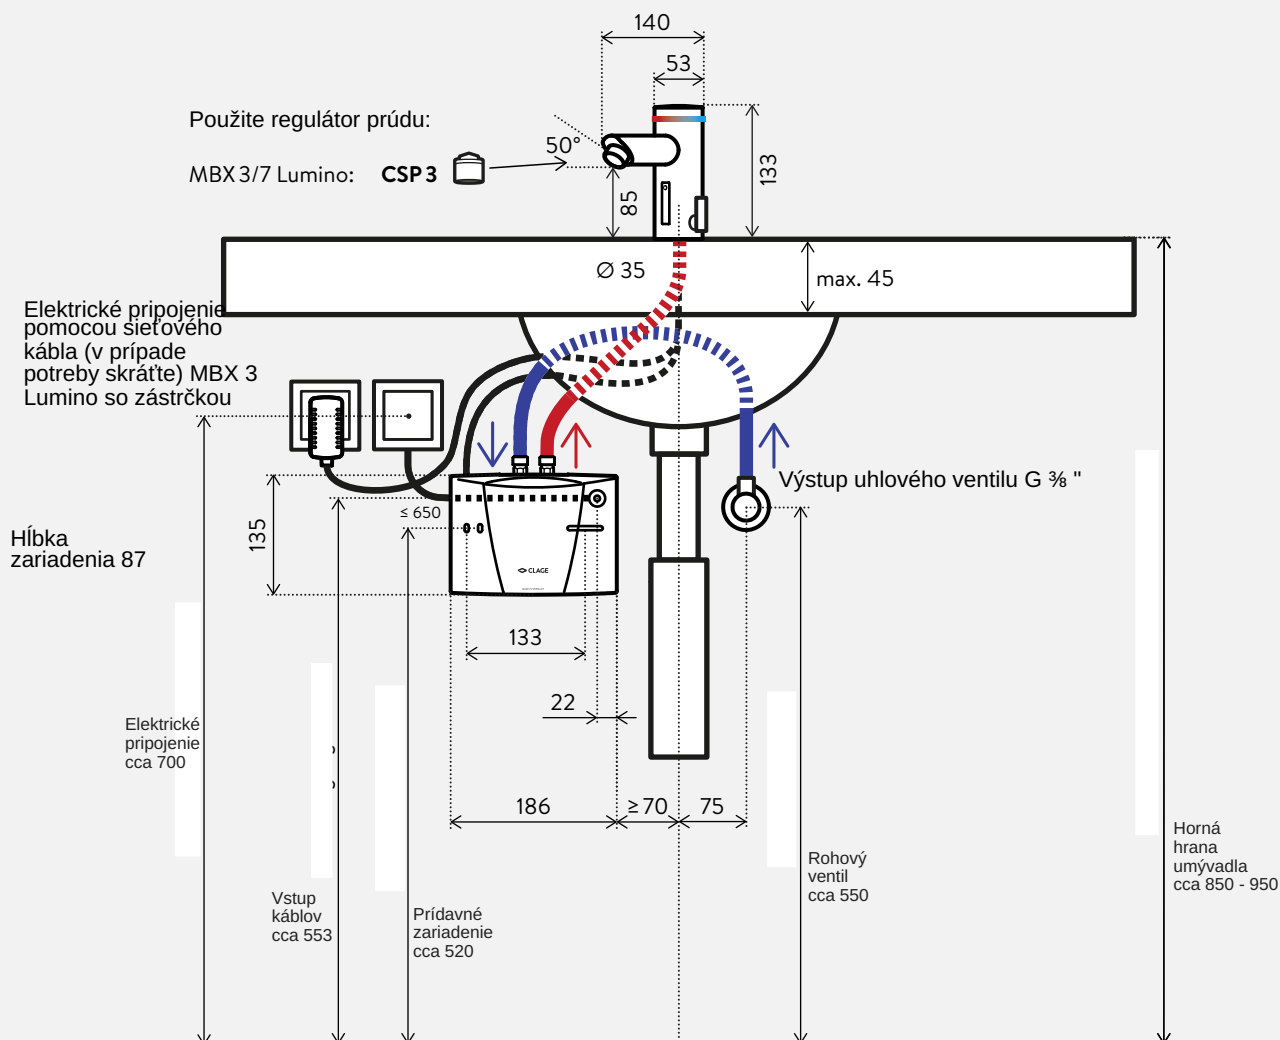 140
53
Použite regulátor prúdu:
50°
MBX 3/7 Lumino: CSP 3
133
85
Ø 35
max. 45
Elektrické pripojenie
pomocou sieťového
kábla (v prípade
potreby skráťte) MBX 3
Lumino so zástrčkou
Výstup uhlového ventilu G ⅜ "
≤ 650
135
Hĺbka
zariadenia 87
CLAGE
133
22
Elektrické
pripojenie
cca 700
186
≥ 70
75
Horná
hrana
umývadla
cca 850 - 950
Rohový
ventil
cca 550
Vstup
káblov
cca 553
Prídavné
zariadenie
cca 520